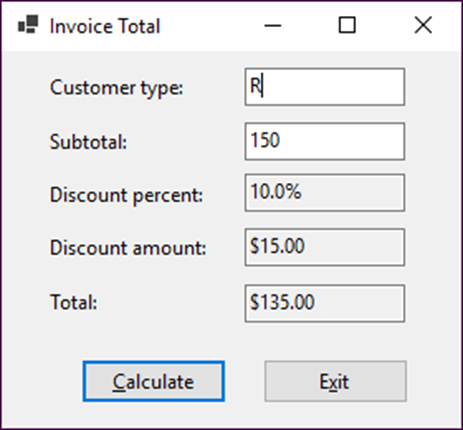 Invoice Total
Customer type: R
Subtotal: 150
Discount percent: 10.0%
Discount amount: $15.00
Total: $135.00
Calculate Exit